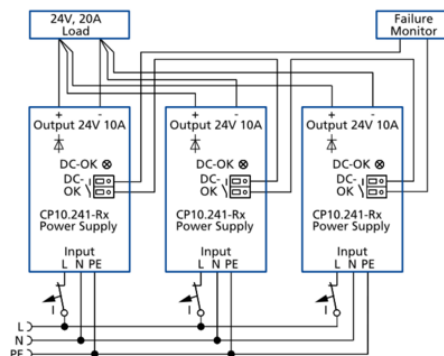 24V, 20A
Load
Failure
Monitor
+ - + - + -
Output 24V 10A Output 24V 10A Output 24V 10A
DC-OK DC-OK DC-OK
DC- DC- DC-
OK OK OK
CP10.241-Rx CP10.241-Rx CP10.241-Rx
Power Supply Power Supply Power Supply
Input Input Input
L N PE L N PE L N PE
I I I
L
N
PE